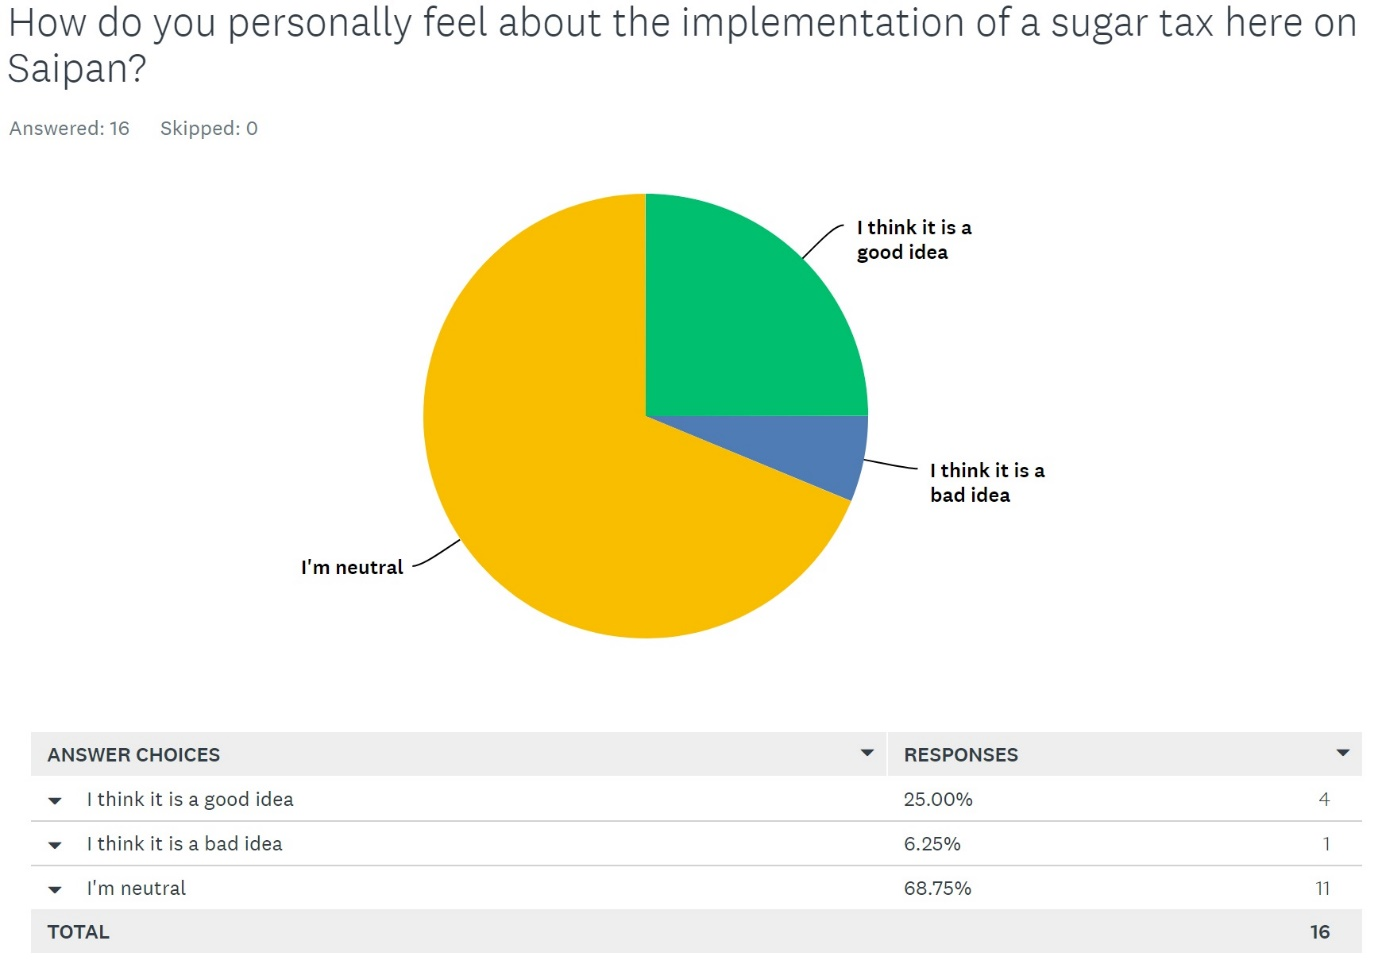 How do you personally feel about the implementation of a sugar tax here on
Saipan?
Answered: 16 Skipped: 0
I think it is a
good idea
I think it is a
bad idea
I'm neutral
ANSWER CHOICES RESPONSES
I think it is a good idea 25.00% 4
I think it is a bad idea 6.25% 1
I'm neutral 68.75% 11
TOTAL 16